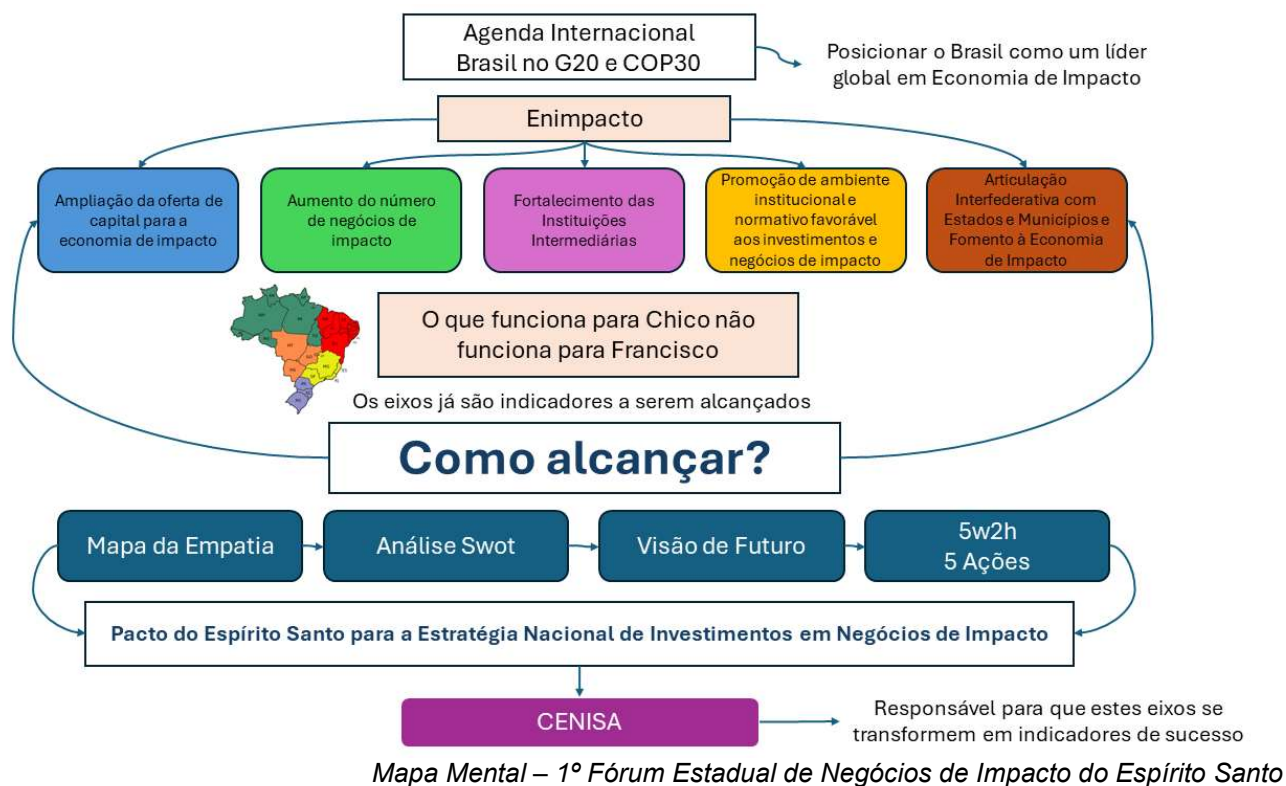 Agenda Internacional
Brasil no G20 e COP30
Posicionar o Brasil como um líder
global em Economia de Impacto
Enimpacto
Ampliação da oferta de
capital para a
economia de impacto
Aumento do número
de negócios de
impacto
Fortalecimento das
Instituições
Intermediárias
Promoção de ambiente
institucional e
normativo favorável
aos investimentos e
negócios de impacto
Articulação
Interfederativa com
Estados e Municípios e
Fomento à Economia
de Impacto
O que funciona para Chico não
funciona para Francisco
Os eixos já são indicadores a serem alcançados
Como alcançar?
Mapa da Empatia
Análise Swot
Visão de Futuro
5w2h
5 Ações
Pacto do Espírito Santo para a Estratégia Nacional de Investimentos em Negócios de Impacto
CENISA
Responsável para que estes eixos se
transformem em indicadores de sucesso
Mapa Mental – 1º Fórum Estadual de Negócios de Impacto do Espírito Santo